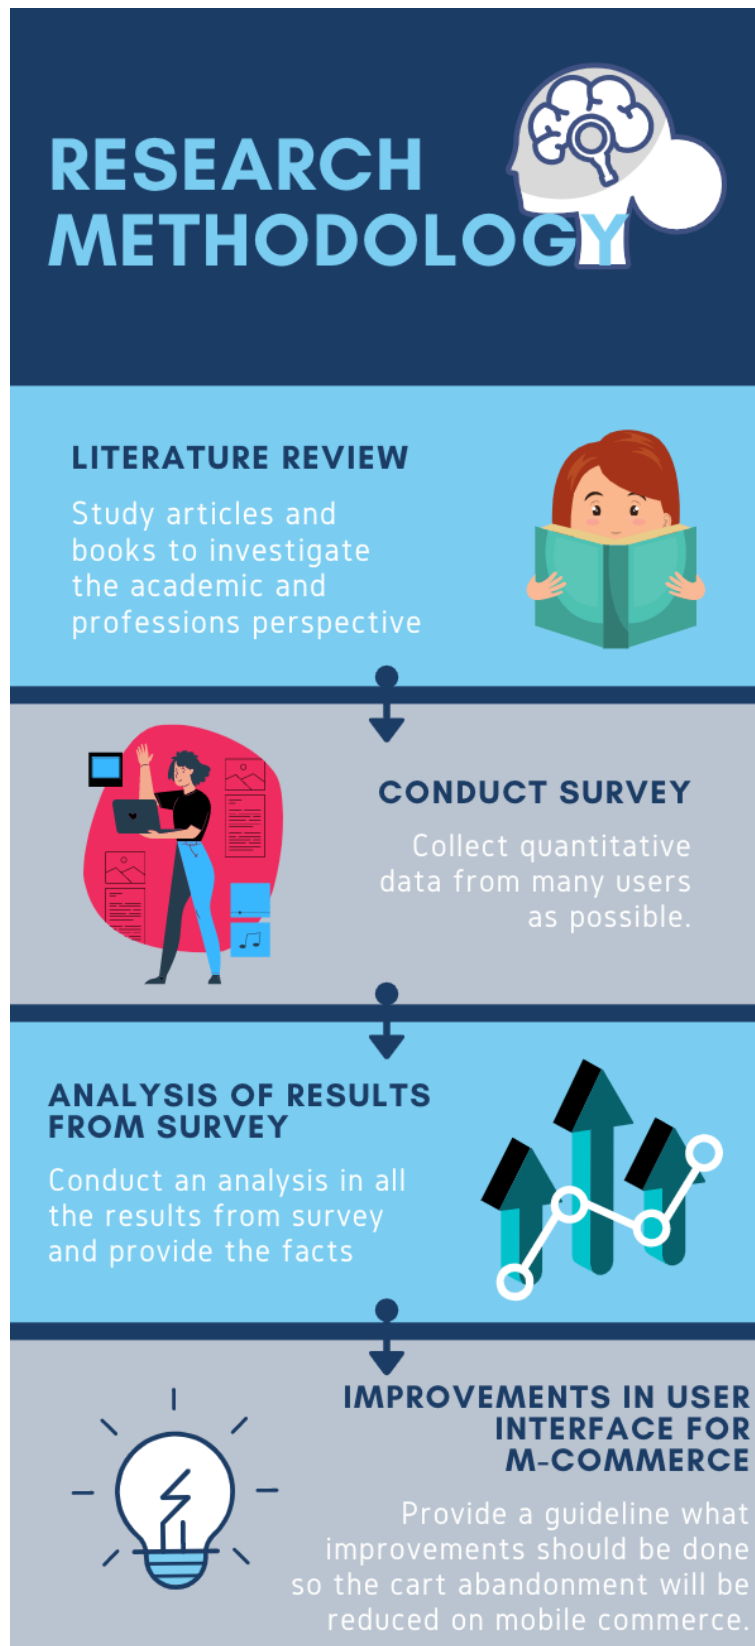 RESEARCH
METHODOLOGY
LITERATURE REVIEW
Study articles and
books to investigate
the academic and
professions perspective
CONDUCT SURVEY
Collect quantitative
data from many users
as possible.
ANALYSIS OF RESULTS
FROM SURVEY
Conduct an analysis in all
the results from survey
and provide the facts
IMPROVEMENTS IN USER
INTERFACE FOR
M-COMMERCE
Provide a guideline what
improvements should be done
so the cart abandonment will be
reduced on mobile commerce.